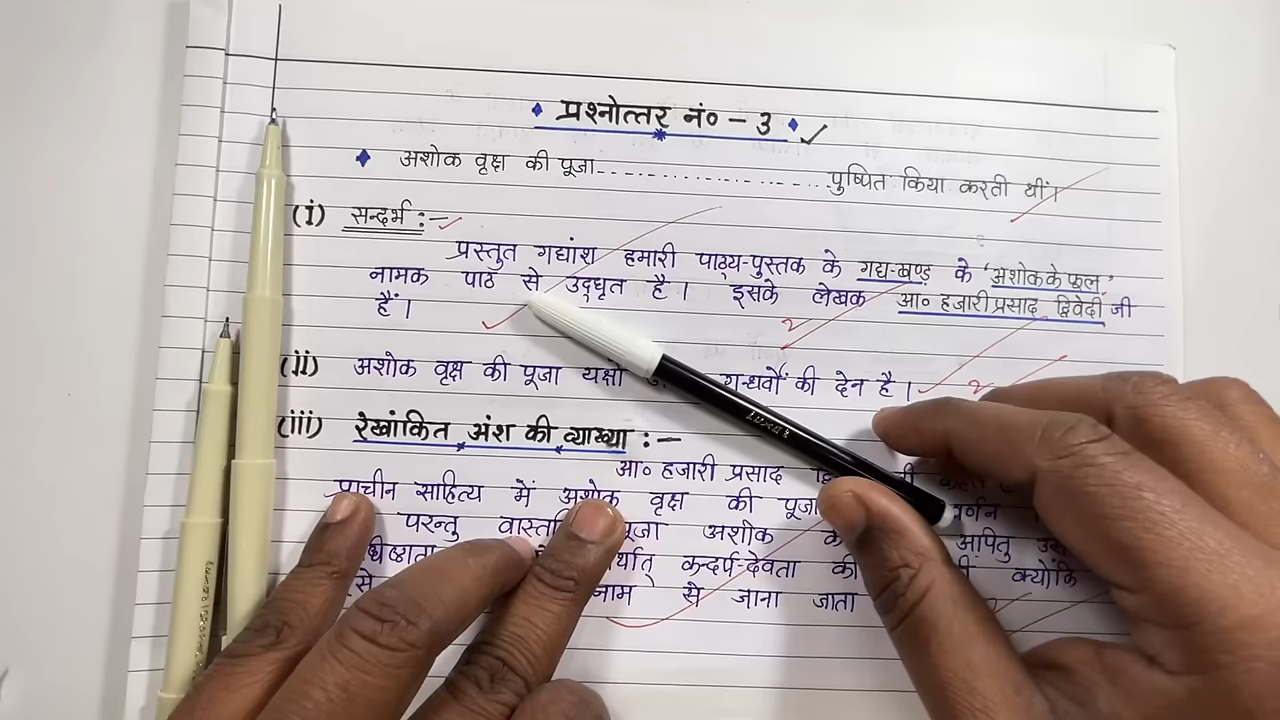 प्रश्नोत्तर नं० - 3
अशोक वृक्ष की पूजा.......................पुष्पित किया करती थीं।
(i) सन्दर्भ :-
प्रस्तुत गद्यांश हमारी पाठ्य-पुस्तक के गद्य-खण्ड के 'अशोक के फूल'
नामक पाठ से उद्धृत है। इसके लेखक आ० हजारी प्रसाद द्विवेदी जी
हैं।
(ii) अशोक वृक्ष की पूजा यक्षों गन्धर्वों की देन है।
(iii) रेखांकित अंश की व्याख्या :-
आ० हजारी प्रसाद
प्राचीन साहित्य में अशोक वृक्ष की पूजा
परन्तु पूजा अशोक अपितु
कन्दर्प-देवता की क्योंकि
से नाम से जाना जाता